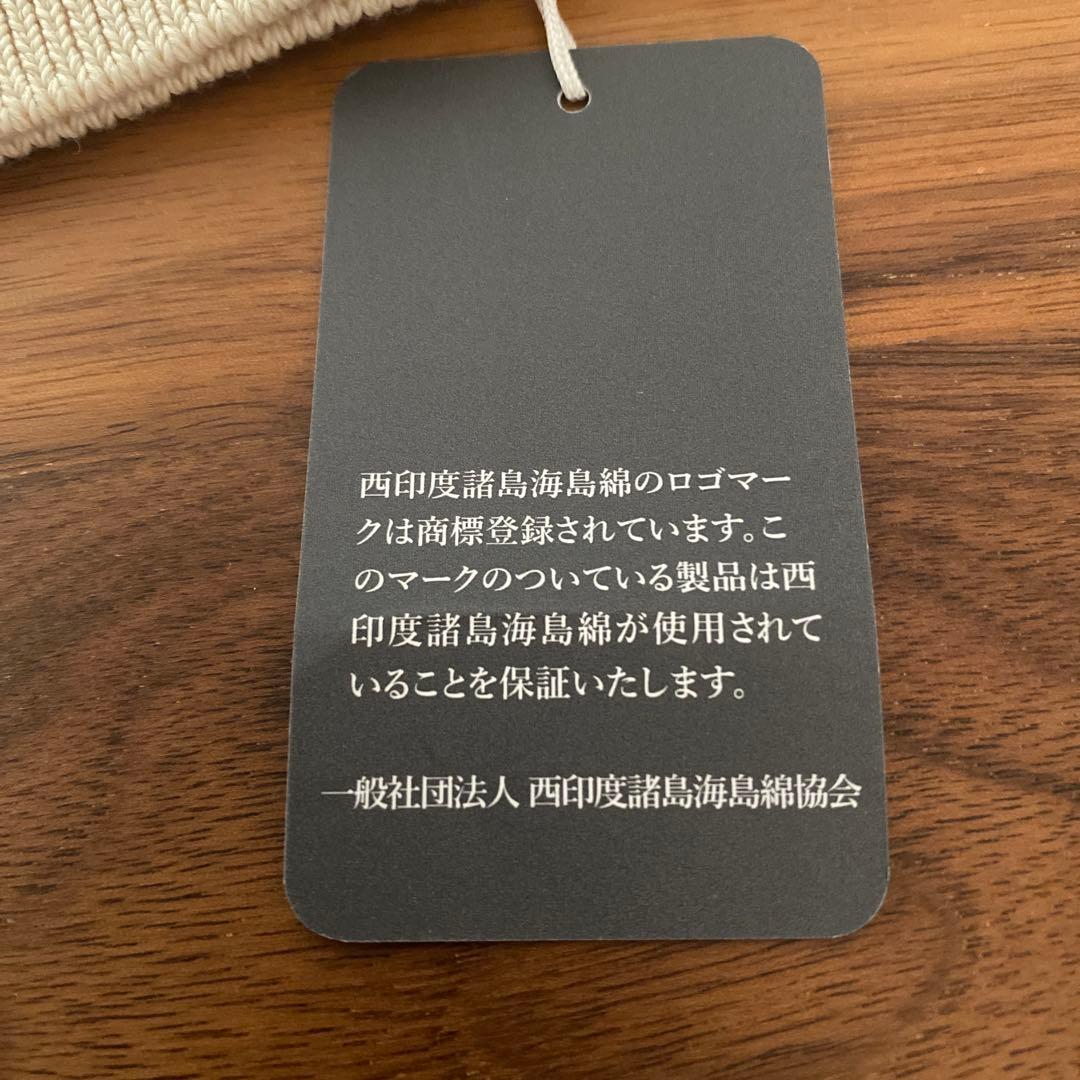 西印度諸島海島綿のロゴマー
クは商標登録されています。こ
のマークのついている製品は西
印度諸島海島綿が使用されて
いることを保証いたします。
一般社団法人 西印度諸島海島綿協会